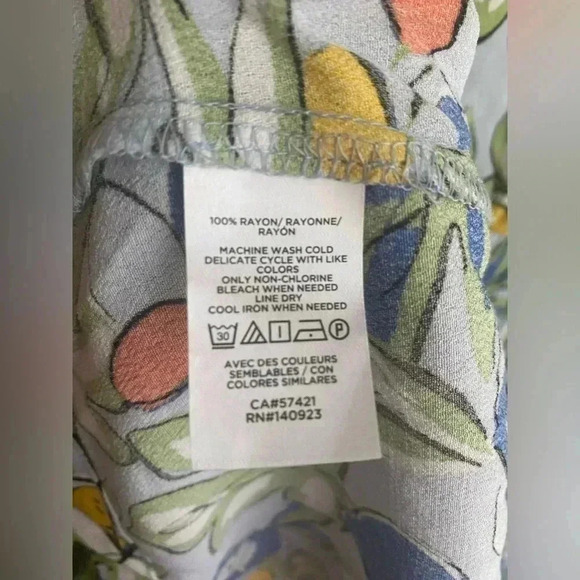 100% RAYON/ RAYONNE/
RAYÓN
MACHINE WASH COLD
DELICATE CYCLE WITH LIKE
COLORS
ONLY NON-CHLORINE
BLEACH WHEN NEEDED
LINE DRY
COOL IRON WHEN NEEDED
30 P
AVEC DES COULEURS
SEMBLABLES / CON
COLORES SIMILARES
CA#57421
RN#140923